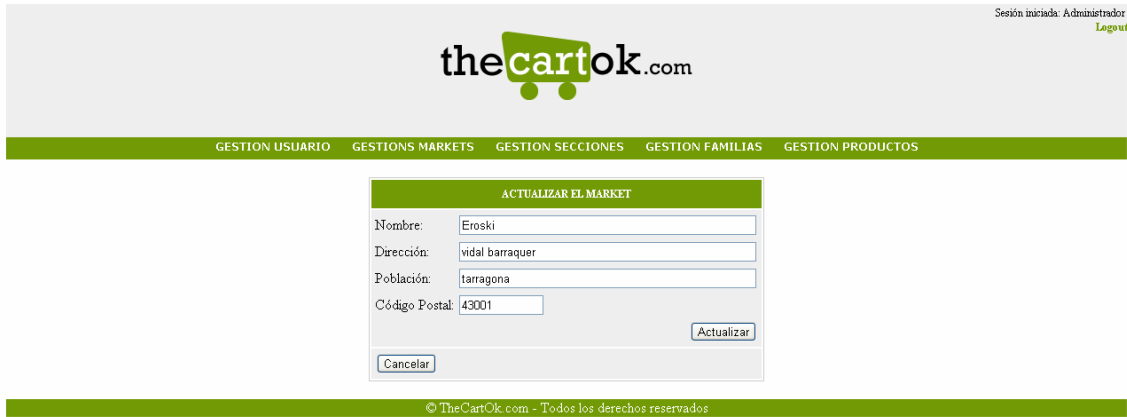 Sesión iniciada: Administrador
Logout
thecartok.com
GESTION USUARIO GESTIONS MARKETS GESTION SECCIONES GESTION FAMILIAS GESTION PRODUCTOS
ACTUALIZAR EL MARKET
Nombre: Eroski
Dirección: vidal barraquer
Población: tarragona
Código Postal: 43001
Actualizar
Cancelar
© TheCartOk.com - Todos los derechos reservados